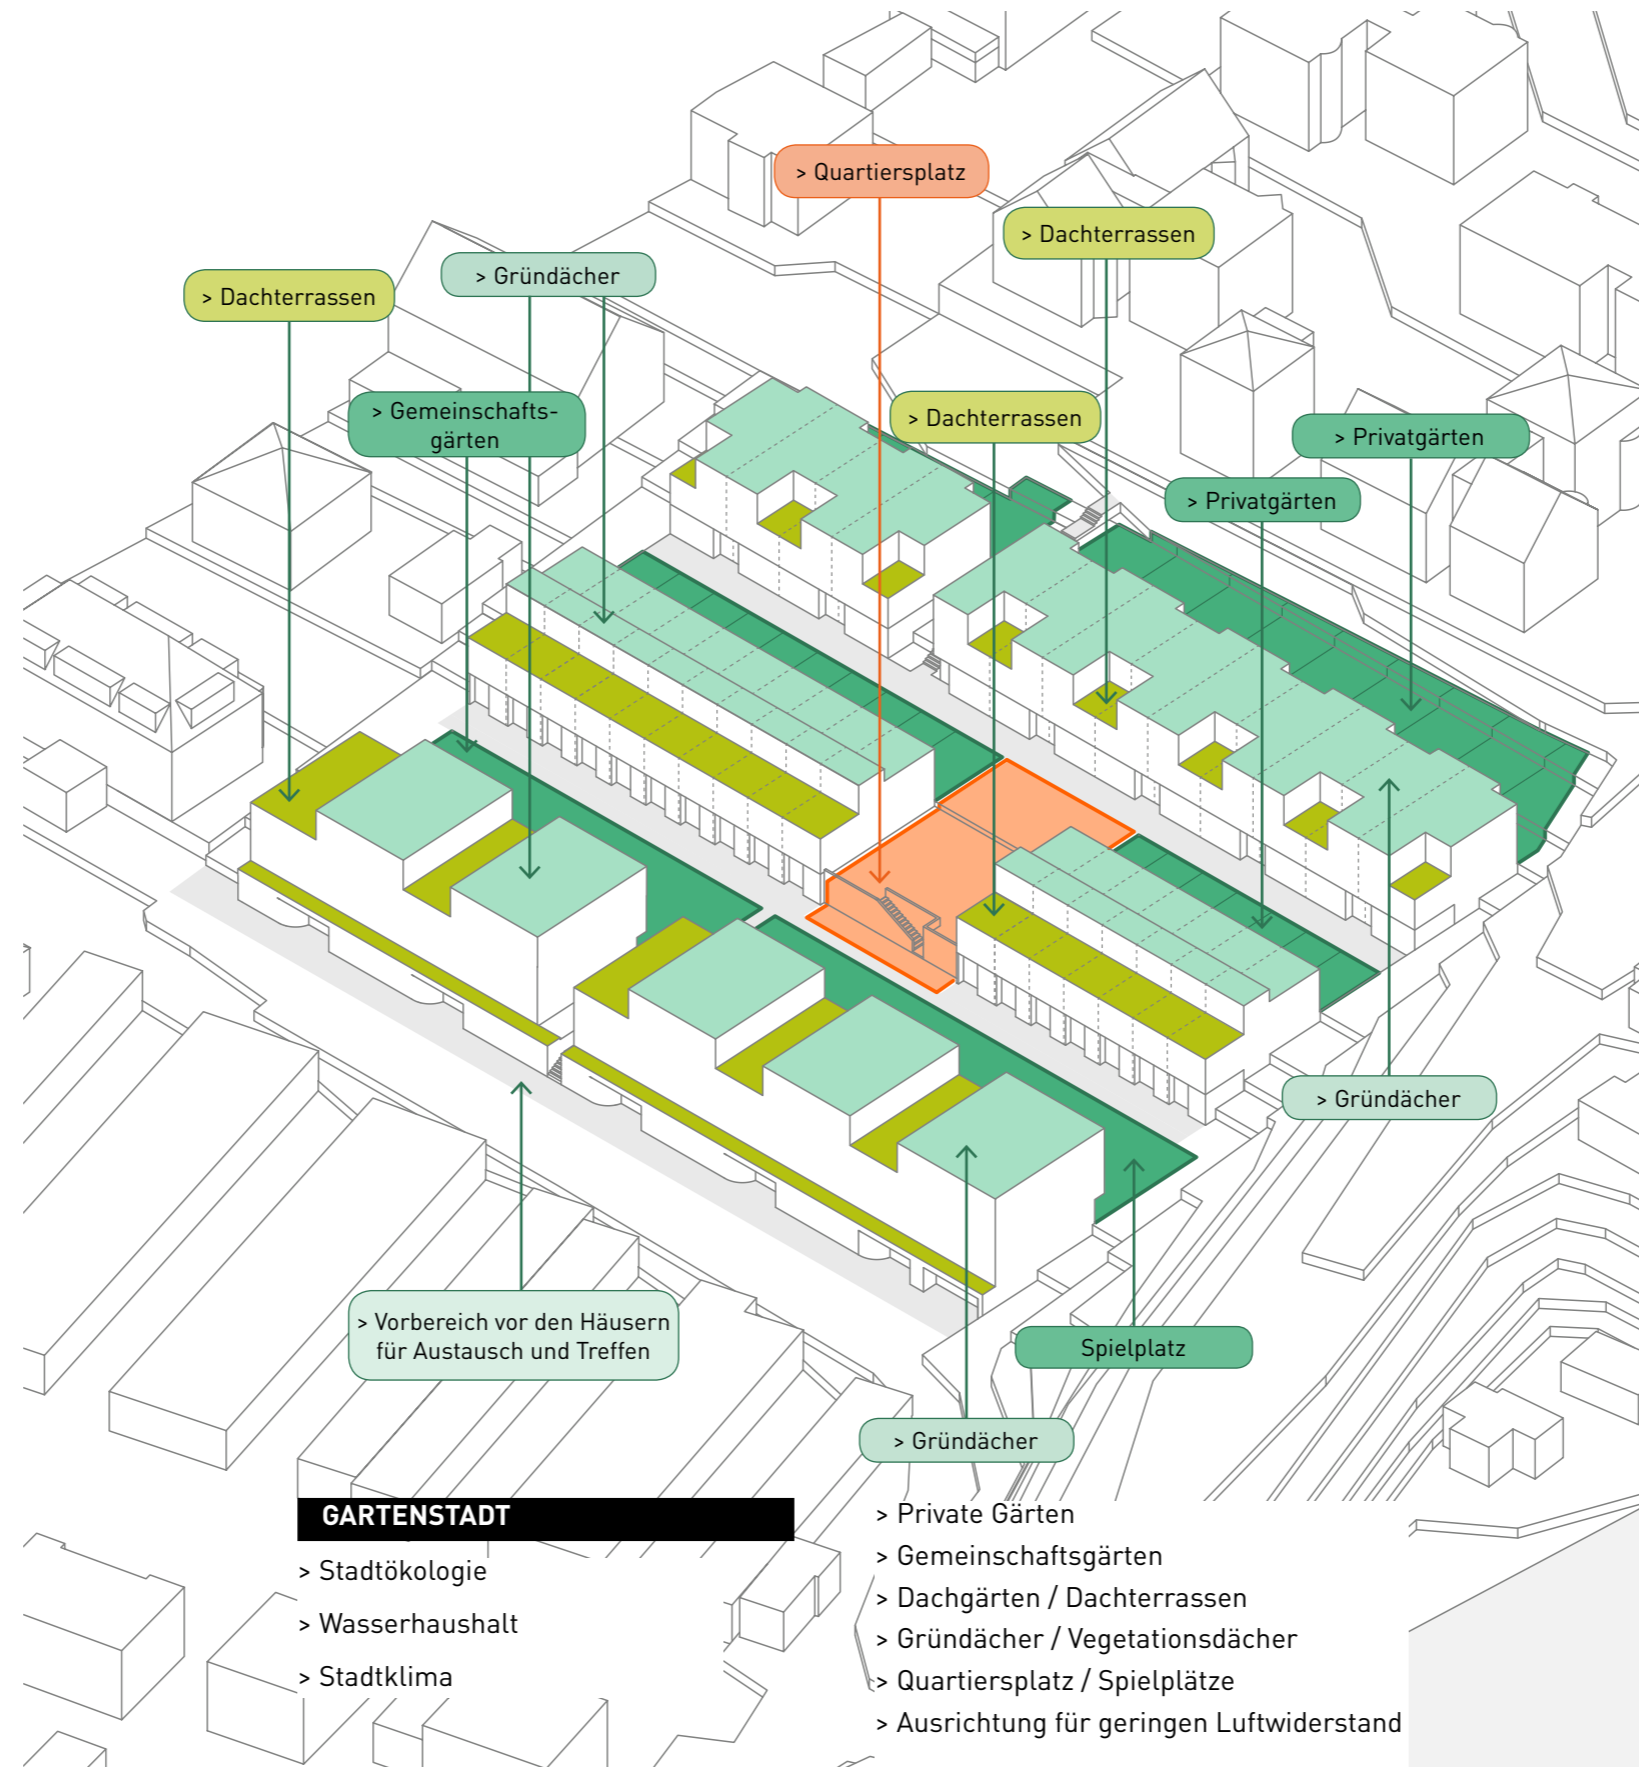 > Quartiersplatz
> Dachterrassen
> Gründächer
> Dachterrassen
> Gemeinschafts-
gärten
> Dachterrassen
> Privatgärten
> Privatgärten
> Gründächer
> Vorbereich vor den Häusern
für Austausch und Treffen
Spielplatz
> Gründächer
GARTENSTADT
> Stadtökologie
> Wasserhaushalt
> Stadtklima
> Private Gärten
> Gemeinschaftsgärten
> Dachgärten / Dachterrassen
> Gründächer / Vegetationsdächer
> Quartiersplatz / Spielplätze
> Ausrichtung für geringen Luftwiderstand